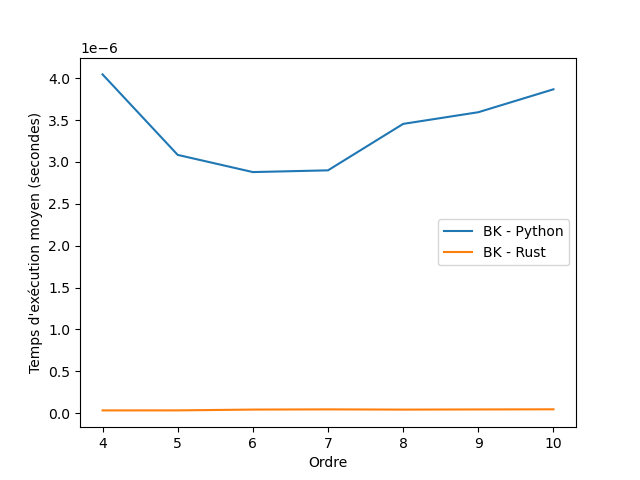 1e−6
4.0
3.5
3.0
2.5
2.0
1.5
1.0
0.5
0.0
Temps d'exécution moyen (secondes)
BK - Python
BK - Rust
4 5 6 7 8 9 10
Ordre